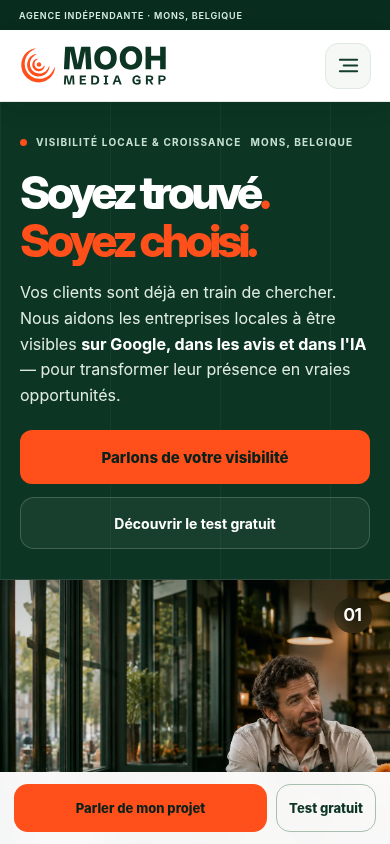 AGENCE INDÉPENDANTE · MONS, BELGIQUE
MOOH
MEDIA GRP
VISIBILITÉ LOCALE & CROISSANCE MONS, BELGIQUE
Soyez trouvé.
Soyez choisi.
Vos clients sont déjà en train de chercher.
Nous aidons les entreprises locales à être
visibles sur Google, dans les avis et dans l'IA
— pour transformer leur présence en vraies
opportunités.
Parlons de votre visibilité
Découvrir le test gratuit
01
Parler de mon projet
Test gratuit